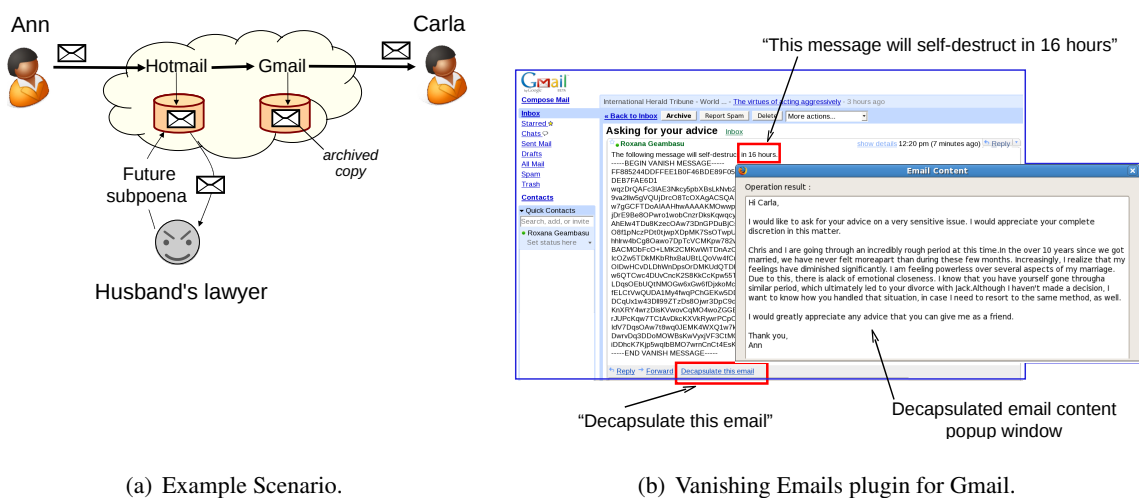 Ann
Carla
Hotmail
Gmail
archived
copy
Future
subpoena
Husband's lawyer
(a) Example Scenario.
“This message will self-destruct in 16 hours”
Gmail
Compose Mail
Inbox
Starred
Chats
Sent Mail
Drafts
All Mail
Spam
Trash
Contacts
Quick Contacts
Search, add, or invite
Roxana Geambasu
Set status here
International Herald Tribune - World ... - The virtues of acting aggressively - 3 hours ago
« Back to Inbox Archive Report Spam Delete More actions...
Asking for your advice Inbox
Roxana Geambasu show details 12:20 pm (7 minutes ago) Reply
The following message will self-destruct in 16 hours.
-----BEGIN VANISH MESSAGE-----
DEB7FAE6D1
-----END VANISH MESSAGE-----
Reply Forward Decapsulate this email
Email Content
Operation result :
Hi Carla,
I would like to ask for your advice on a very sensitive issue. I would appreciate your complete
discretion in this matter.
Chris and I are going through an incredibly rough period at this time.In the over 10 years since we got
married, we have never felt moreapart than during these few months. Increasingly, I realize that my
feelings have diminished significantly. I am feeling powerless over several aspects of my marriage.
Due to this, there is alack of emotional closeness. I know that you have yourself gone througha
similar period, which ultimately led to your divorce with Jack.Although I haven't made a decision, I
want to know how you handled that situation, in case I need to resort to the same method, as well.
I would greatly appreciate any advice that you can give me as a friend.
Thank you,
Ann
“Decapsulate this email”
Decapsulated email content
popup window
(b) Vanishing Emails plugin for Gmail.